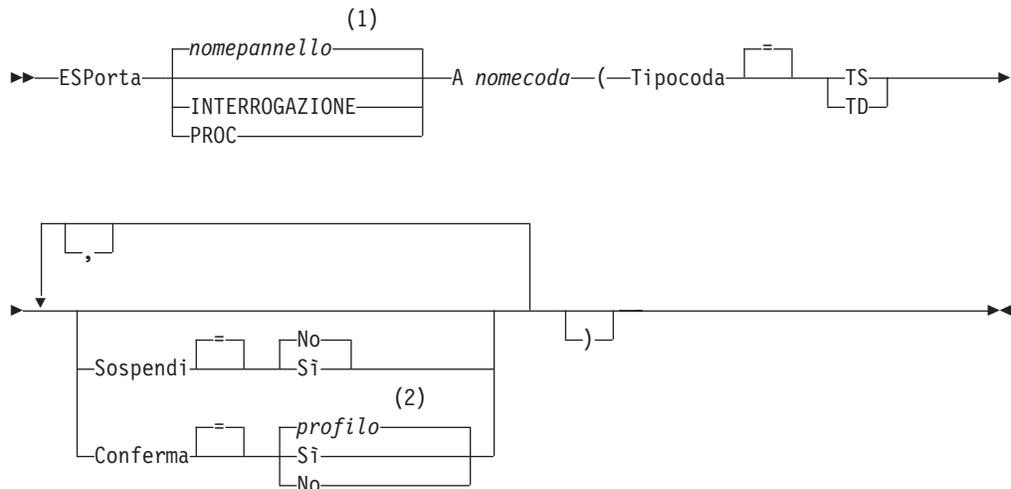 (1)
nomepannello =
ESPorta A nomecoda ( Tipocoda TS
INTERROGAZIONE TD
PROC
,
= No )
Sospendi Sì
(2)
= profilo
Conferma Sì
No